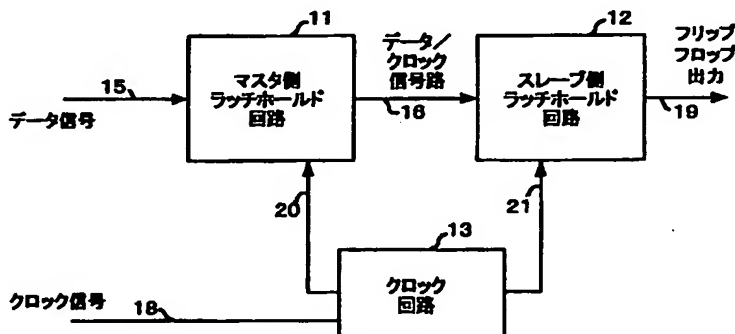 11
12
マスタ側
ラッチホールド
回路
データ/
クロック
信号路
スレーブ側
ラッチホールド
回路
フリップ
フロップ
出力
15
データ信号
16
19
20
21
13
クロック信号
18
クロック
回路